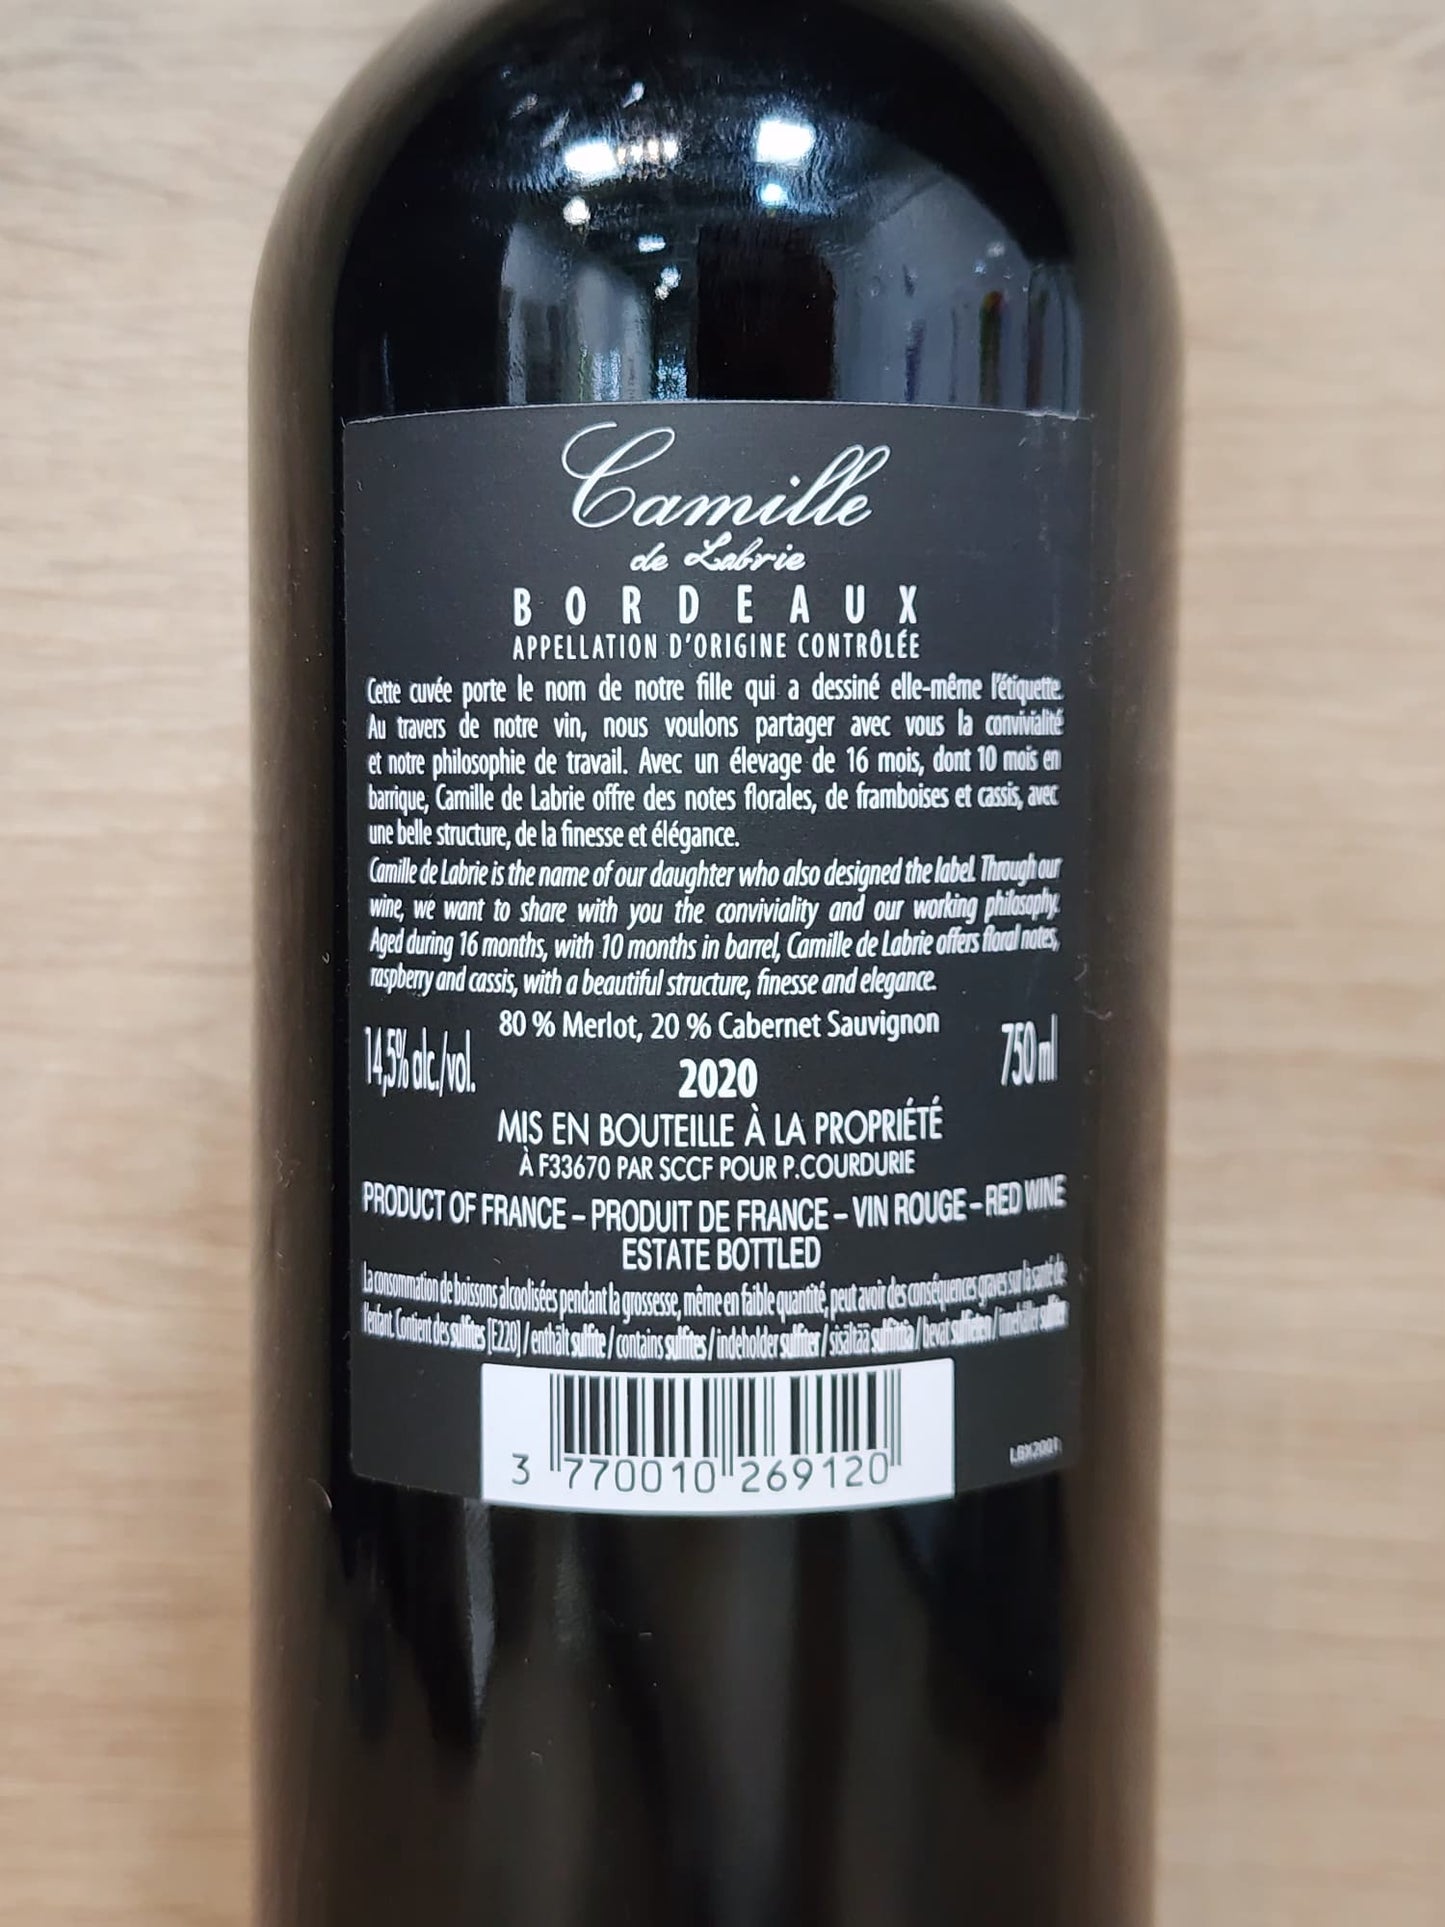 Camille
de Labrie
BORDEAUX
APPELLATION D'ORIGINE CONTRÔLÉE
Cette cuvée porte le nom de notre fille qui a dessiné elle-même l'étiquette.
Au travers de notre vin, nous voulons partager avec vous la convivialité
et notre philosophie de travail. Avec un élevage de 16 mois, dont 10 mois en
barrique, Camille de Labrie offre des notes florales, de framboises et cassis, avec
une belle structure, de la finesse et élégance.
Camille de Labrie is the name of our daughter who also designed the label. Through our
wine, we want to share with you the conviviality and our working philosophy.
Aged during 16 months, with 10 months in barrel, Camille de Labrie offers floral notes,
raspberry and cassis, with a beautiful structure, finesse and elegance.
80 % Merlot, 20 % Cabernet Sauvignon
14,5% alc./vol.
2020
750 ml
MIS EN BOUTEILLE À LA PROPRIÉTÉ
À F33670 PAR SCCF POUR P.COURDURIE
PRODUCT OF FRANCE – PRODUIT DE FRANCE – VIN ROUGE – RED WINE
ESTATE BOTTLED
La consommation de boissons alcoolisées pendant la grossesse, même en faible quantité, peut avoir des conséquences graves sur la santé de
l'enfant. Contient des sulfites [E220] / enthält sulfite / contains sulfites / indeholder sulfiter / sisältää sulfiittia / bevat sulfieten / innehåller sulfiter
3 770010 269120
LBX2001